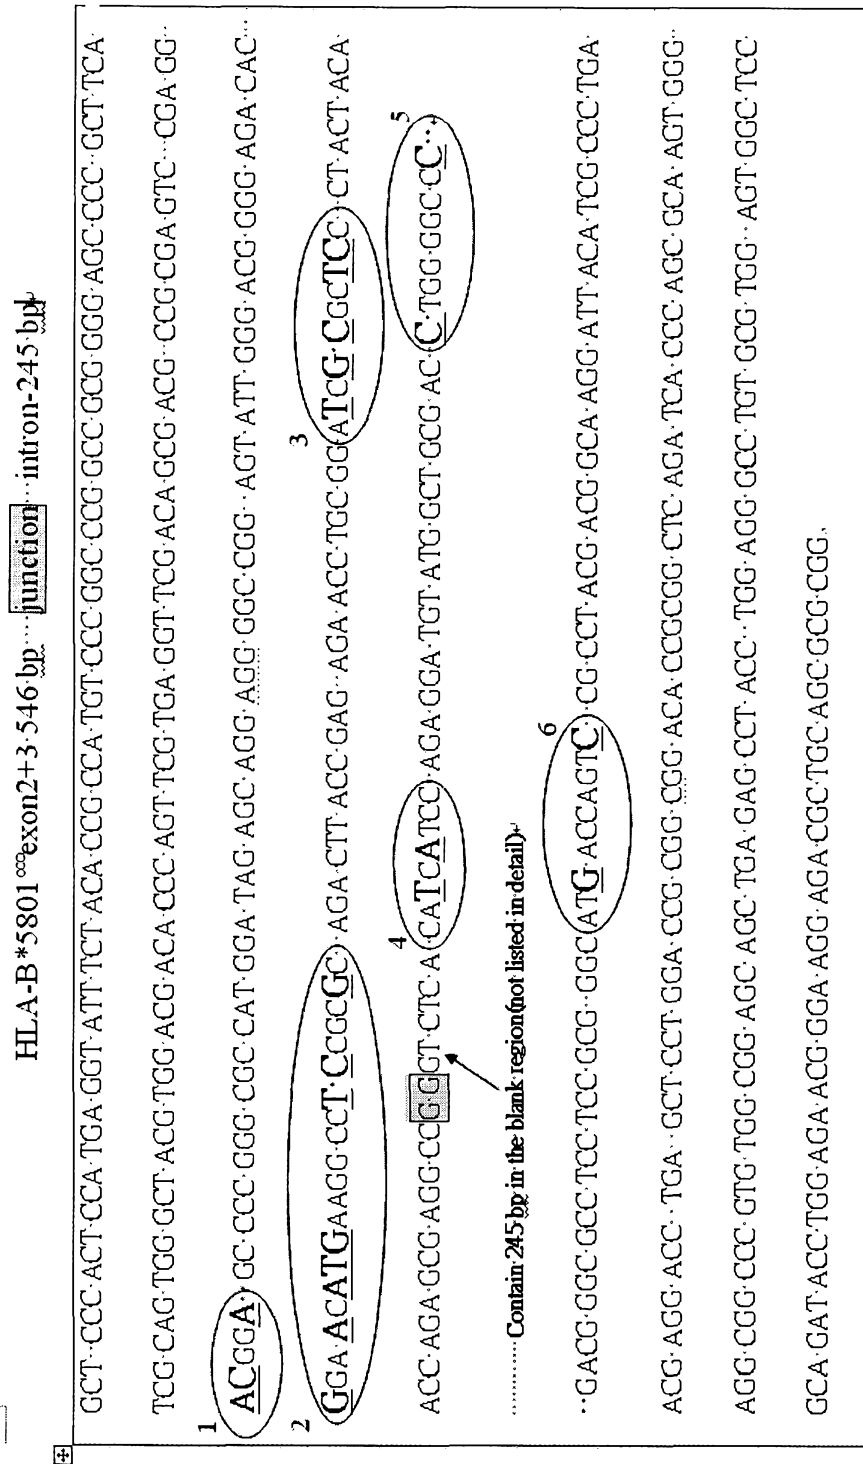 HLA-B*5801 exon2+3·546·bp····junction···intron-245·bp
GCT··CCC·ACT·CCA·TGA·GGT·ATT·TCT·ACA·CCG·CCA·TGT·CCC·GGC·CCG·GCC·GCG·GGG·AGC·CCC··GCT·TCA
TCG·CAG·TGG·GCT·ACG·TGG·ACG·ACA·CCC·AGT·TCG·TGA·GGT·TCG·ACA·GCG·ACG··CCG·CGA·GTC··CGA·GG··
1
ACGGA··GC·CCC·GGG·CGC·CAT·GGA·TAG·AGC·AGG·AGG·GGC·CGG··AGT·ATT·GGG·ACG·GGG·AGA·CAC···
2
GGA·ACATGAAGG·CCT·CCGCGC··AGA·CTT·ACC·GAG··AGA·ACC·TGC·GGATCG·CGCTCC··CT·ACT·ACA
3
ACC·AGA·GCG·AGG·CCG·GGT·CTC·A·CATCATCC·AGA·GGA·TGT·ATG·GCT·GCG·AC·C·TGG·GGC·CC···
4
5
·········Contain·245·bp·in·the·blank·region(not listed in detail)
··GACG·GGC·GCC·TCC·GCG··GGC·ATG·ACCAGTC··CG·CCT·ACG·ACG·GCA·AGG·ATT·ACA·TCG·CCC·TGA
6
ACG·AGG·ACC··TGA··GCT·CCT·GGA·CCG·CGG·CGG·ACA·CCGCGG·CTC·AGA·TCA·CCC·AGC·GCA·AGT·GGG··
AGG·CGG·CCC·GTG·TGG·CGG·AGC·AGC·TGA·GAG·CCT·ACC··TGG·AGG·GCC·TGT·GCG·TGG··AGT·GGC·TCC
GCA·GAT·ACC·TGG·AGA·ACG·GGA·AGG·AGA·CGC·TGC·AGC·GCG·CGG.